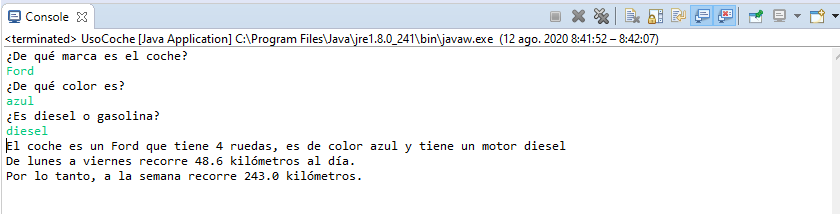 Console
<terminated> UsoCoche [Java Application] C:\Program Files\Java\jre1.8.0_241\bin\javaw.exe (12 ago. 2020 8:41:52 – 8:42:07)
¿De qué marca es el coche?
Ford
¿De qué color es?
azul
¿Es diesel o gasolina?
diesel
El coche es un Ford que tiene 4 ruedas, es de color azul y tiene un motor diesel
De lunes a viernes recorre 48.6 kilómetros al día.
Por lo tanto, a la semana recorre 243.0 kilómetros.